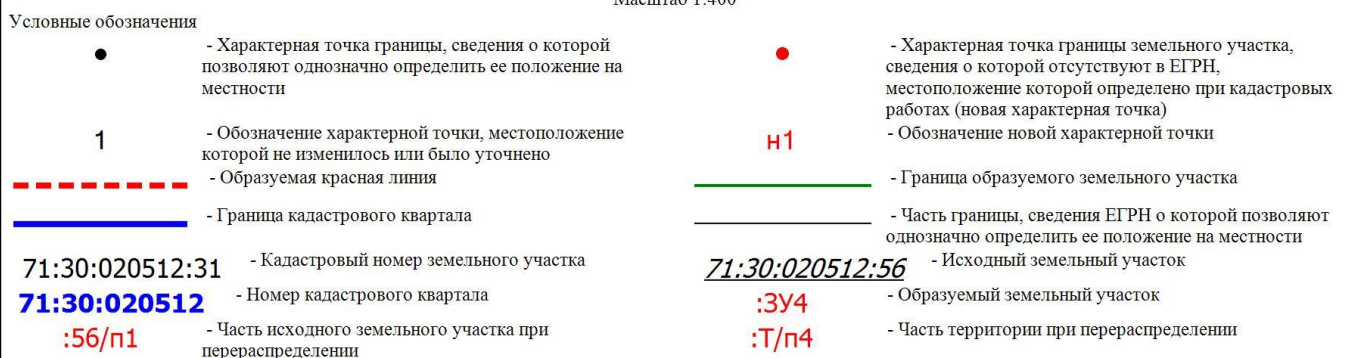 Масштаб 1:400
Условные обозначения
- Характерная точка границы, сведения о которой
позволяют однозначно определить ее положение на
местности
1
- Обозначение характерной точки, местоположение
которой не изменилось или было уточнено
- Образуемая красная линия
- Граница кадастрового квартала
71:30:020512:31
- Кадастровый номер земельного участка
71:30:020512
- Номер кадастрового квартала
:56/п1
- Часть исходного земельного участка при
перераспределении
- Характерная точка границы земельного участка,
сведения о которой отсутствуют в ЕГРН,
местоположение которой определено при кадастровых
работах (новая характерная точка)
н1
- Обозначение новой характерной точки
- Граница образуемого земельного участка
- Часть границы, сведения ЕГРН о которой позволяют
однозначно определить ее положение на местности
71:30:020512:56
- Исходный земельный участок
:ЗУ4
- Образуемый земельный участок
:Т/п4
- Часть территории при перераспределении